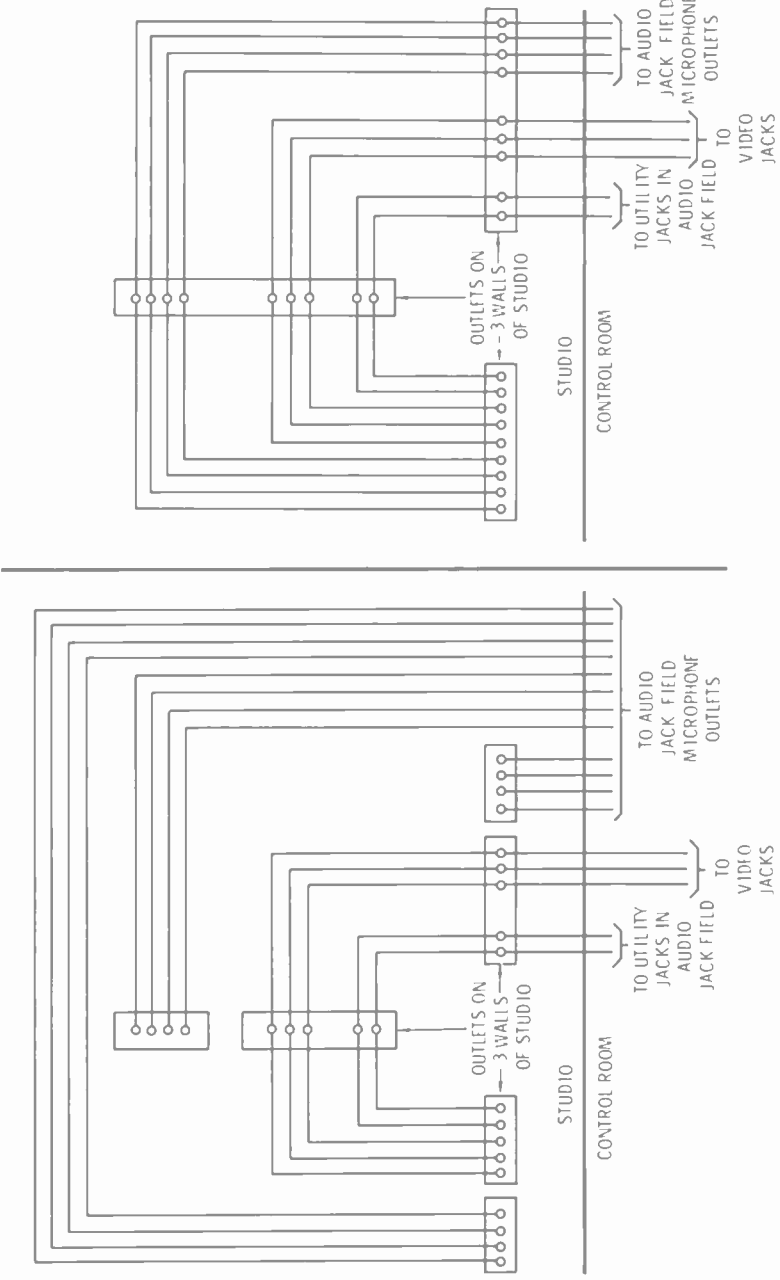 TO AUDIO
JACK FIELD
MICROPHONE
OUTLETS
TO
VIDEO
JACKS
TO UTILITY
JACKS IN
AUDIO
JACK FIELD
OUTLETS ON
3 WALLS
OF STUDIO
STUDIO
CONTROL ROOM
TO AUDIO
JACK FIELD
MICROPHONE
OUTLETS
TO
VIDEO
JACKS
TO UTILITY
JACKS IN
AUDIO
JACK FIELD
OUTLETS ON
3 WALLS
OF STUDIO
STUDIO
CONTROL ROOM